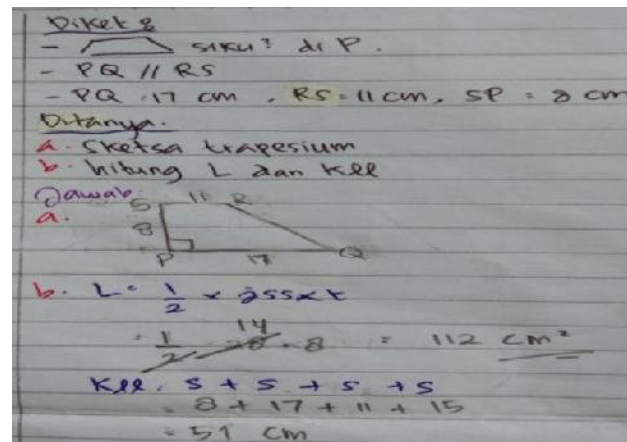 Diket :
- siku² di P.
- PQ // RS
- PQ . 17 cm , RS = 11 cm, SP = 8 cm
Ditanya.
a. Sketsa trapesium
b. hitung L dan kll
Jawab.
a.
S 11 R
8
P 17 Q
b. L = 1/2 x jssxt
= 1/2 . 28 14 . 8 = 112 cm²
Kll. s + s + s + s
= 8 + 17 + 11 + 15
= 51 cm